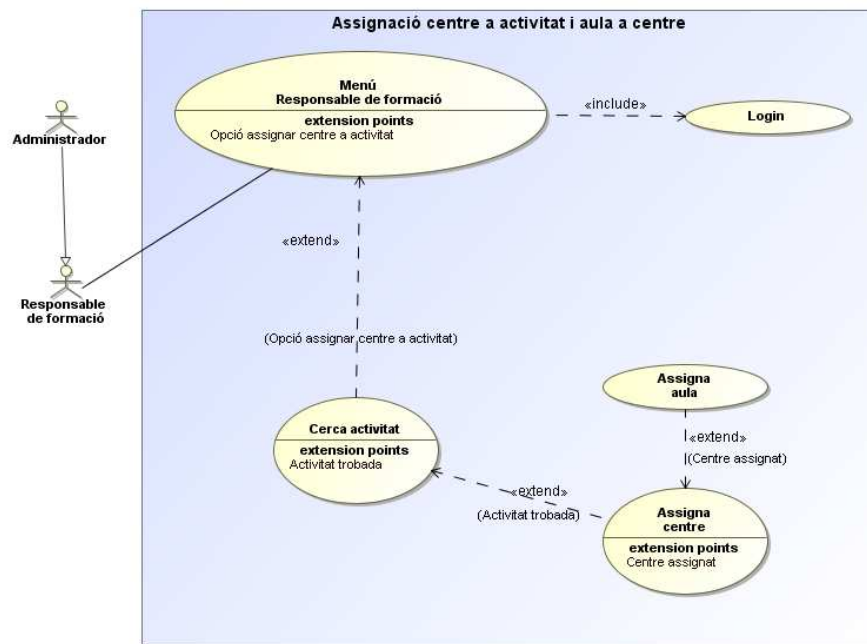 Assignació centre a activitat i aula a centre
Menú
Responsable de formació
extension points
Opció assignar centre a activitat
«include»
Login
Administrador
«extend»
Responsable
de formació
(Opció assignar centre a activitat)
Assigna
aula
Cerca activitat
extension points
Activitat trobada
«extend»
(Centre assignat)
«extend»
(Activitat trobada)
Assigna
centre
extension points
Centre assignat